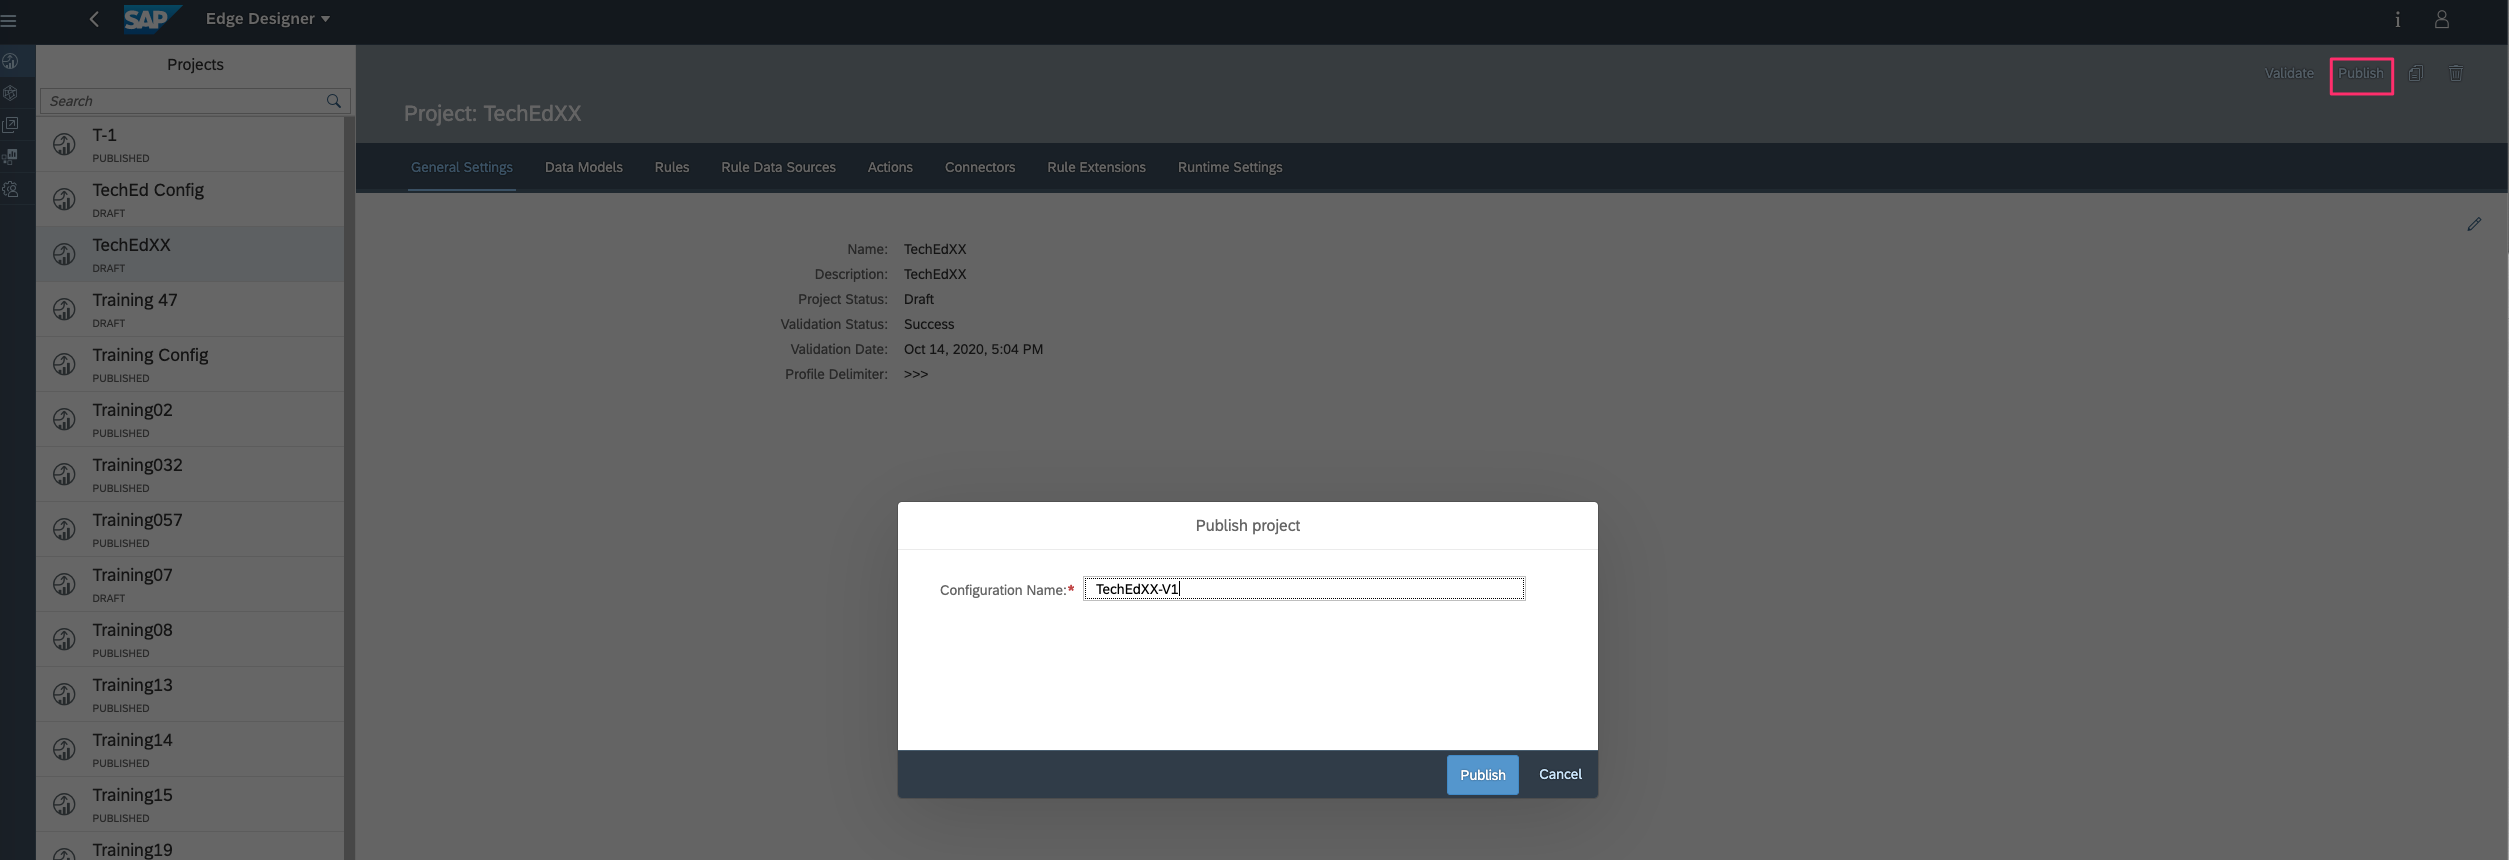 SAP Edge Designer
Projects
Search
T-1
PUBLISHED
TechEd Config
DRAFT
TechEdXX
DRAFT
Training 47
DRAFT
Training Config
PUBLISHED
Training02
PUBLISHED
Training032
PUBLISHED
Training057
PUBLISHED
Training07
DRAFT
Training08
PUBLISHED
Training13
PUBLISHED
Training14
PUBLISHED
Training15
PUBLISHED
Training19
Validate Publish
Project: TechEdXX
General Settings Data Models Rules Rule Data Sources Actions Connectors Rule Extensions Runtime Settings
Name: TechEdXX
Description: TechEdXX
Project Status: Draft
Validation Status: Success
Validation Date: Oct 14, 2020, 5:04 PM
Profile Delimiter: >>>
Publish project
Configuration Name:* TechEdXX-V1
Publish Cancel